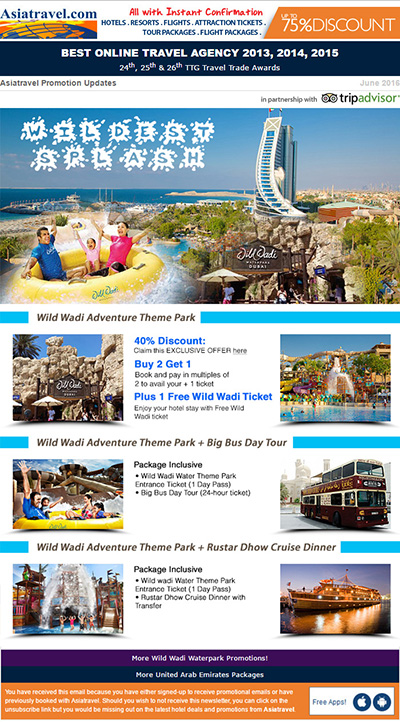 Asiatravel.com
All with Instant Confirmation
HOTELS . RESORTS . FLIGHTS . ATTRACTION TICKETS .
TOUR PACKAGES . FLIGHT PACKAGES .
UP TO 75% DISCOUNT
BEST ONLINE TRAVEL AGENCY 2013, 2014, 2015
24th, 25th & 26th TTG Travel Trade Awards
Asiatravel Promotion Updates
June 2016
in partnership with tripadvisor
WILDEST
SPLASH
Wild Wadi
WATERPARK
DUBAI
Wild Wadi
Wild Wadi Adventure Theme Park
Wild Wadi
40% Discount:
Claim this EXCLUSIVE OFFER here
Buy 2 Get 1
Book and pay in multiples of
2 to avail your + 1 ticket
Plus 1 Free Wild Wadi Ticket
Enjoy your hotel stay with Free Wild
Wadi ticket
Wild Wadi Adventure Theme Park + Big Bus Day Tour
Package Inclusive
• Wild Wadi Water Theme Park
Entrance Ticket (1 Day Pass)
• Big Bus Day Tour (24-hour ticket)
Wild Wadi Adventure Theme Park + Rustar Dhow Cruise Dinner
Package Inclusive
• Wild wadi Water Theme Park
Entrance Ticket (1 Day Pass)
• Rustar Dhow Cruise Dinner with
Transfer
More Wild Wadi Waterpark Promotions!
More United Arab Emirates Packages
You have received this email because you have either signed-up to receive promotional emails or have
previously booked with Asiatravel. Should you wish to not receive this newsletter, you can click on the
unsubscribe link but you would be missing out on the latest hotel deals and promotions from Asiatravel.
Free Apps!